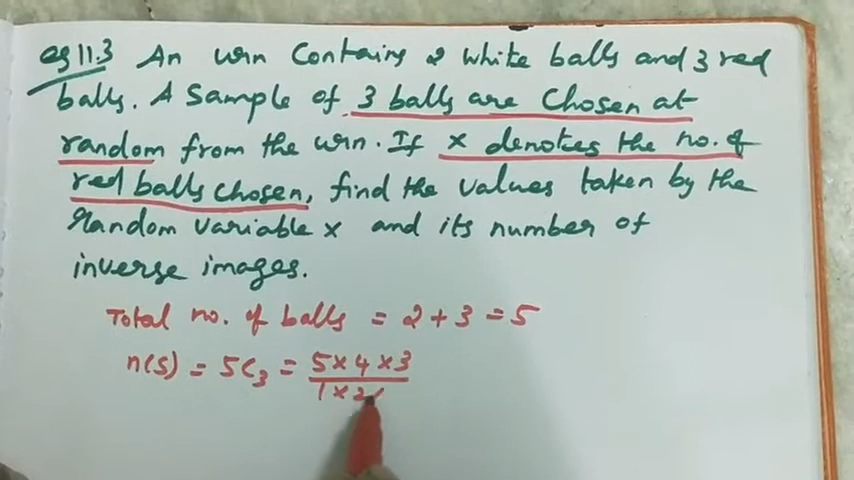 eg 11.3 An urn Contains 2 white balls and 3 red
balls. A Sample of 3 balls are Chosen at
random from the urn. If x denotes the no. of
red balls chosen, find the values taken by the
random variable x and its number of
inverse images.
Total no. of balls = 2 + 3 = 5
n(S) = 5C₃ = 5×4×3
1×2